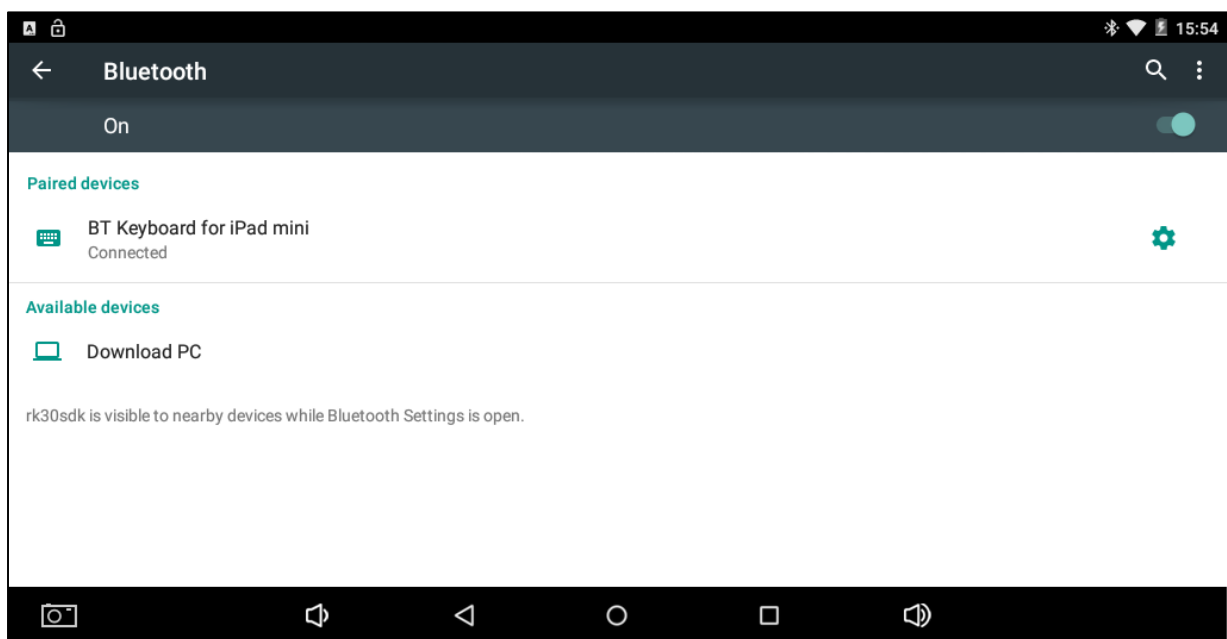 15:54
Bluetooth
On
Paired devices
BT Keyboard for iPad mini
Connected
Available devices
Download PC
rk30sdk is visible to nearby devices while Bluetooth Settings is open.